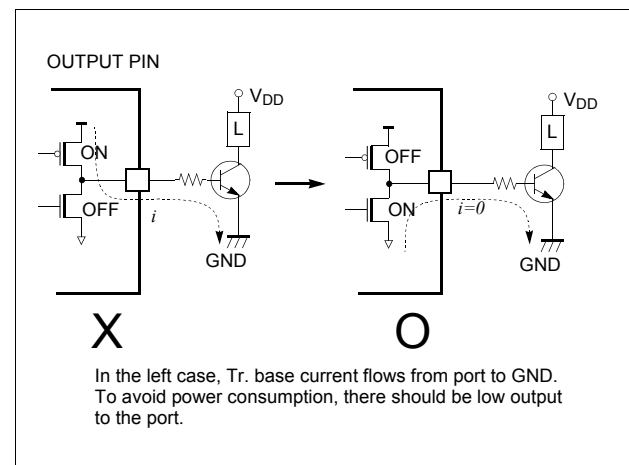 OUTPUT PIN
VDD
L
ON
OFF
i
GND
X
VDD
L
OFF
ON
i=0
GND
O
In the left case, Tr. base current flows from port to GND.
To avoid power consumption, there should be low output
to the port.